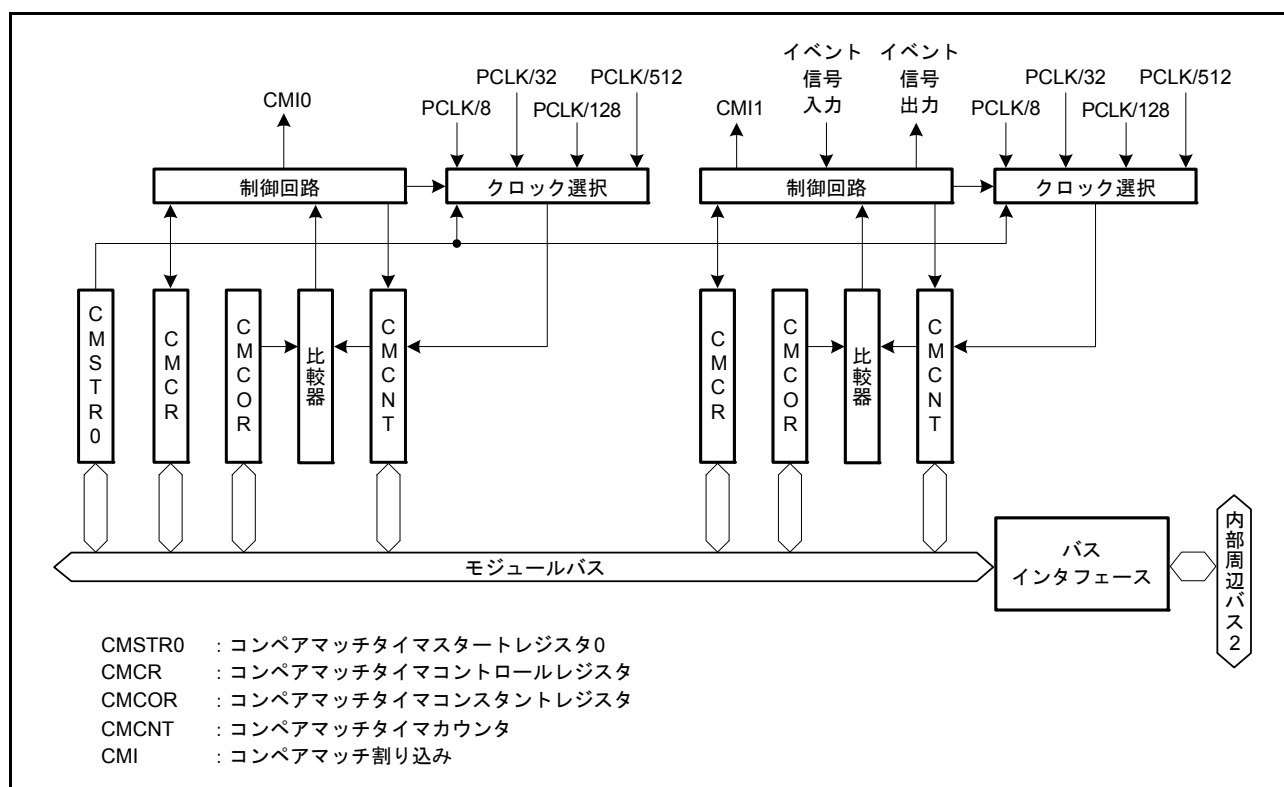 CMI0
PCLK/8
PCLK/32
PCLK/128
PCLK/512
制御回路
クロック選択
CMI1
イベント
信号
入力
イベント
信号
出力
PCLK/8
PCLK/32
PCLK/128
PCLK/512
制御回路
クロック選択
CMSTR0
CMCR
CMCOR
比較器
CMCNT
CMCR
CMCOR
比較器
CMCNT
モジュールバス
バス
インタフェース
内部周辺バス2
CMSTR0 : コンペアマッチタイマスタートレジスタ0
CMCR : コンペアマッチタイマコントロールレジスタ
CMCOR : コンペアマッチタイマコンスタントレジスタ
CMCNT : コンペアマッチタイマカウンタ
CMI : コンペアマッチ割り込み